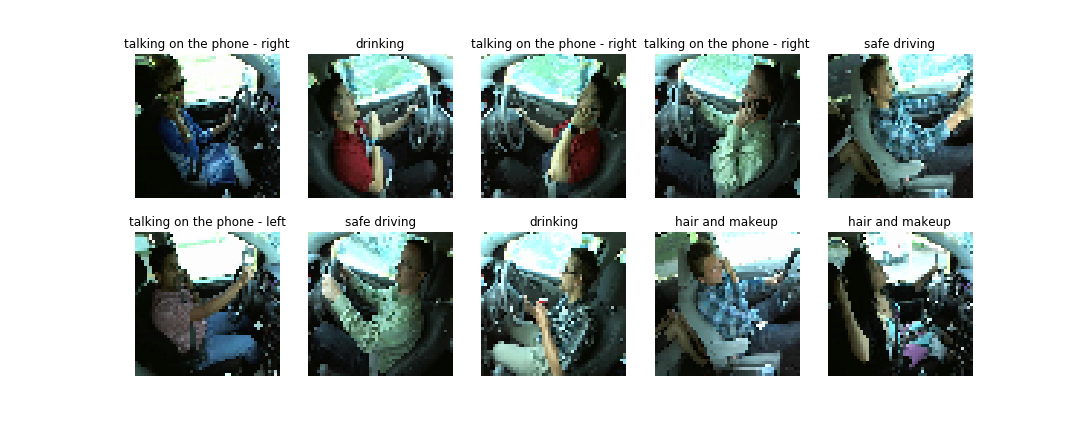 talking on the phone - right
drinking
talking on the phone - right
talking on the phone - right
safe driving
talking on the phone - left
safe driving
drinking
hair and makeup
hair and makeup